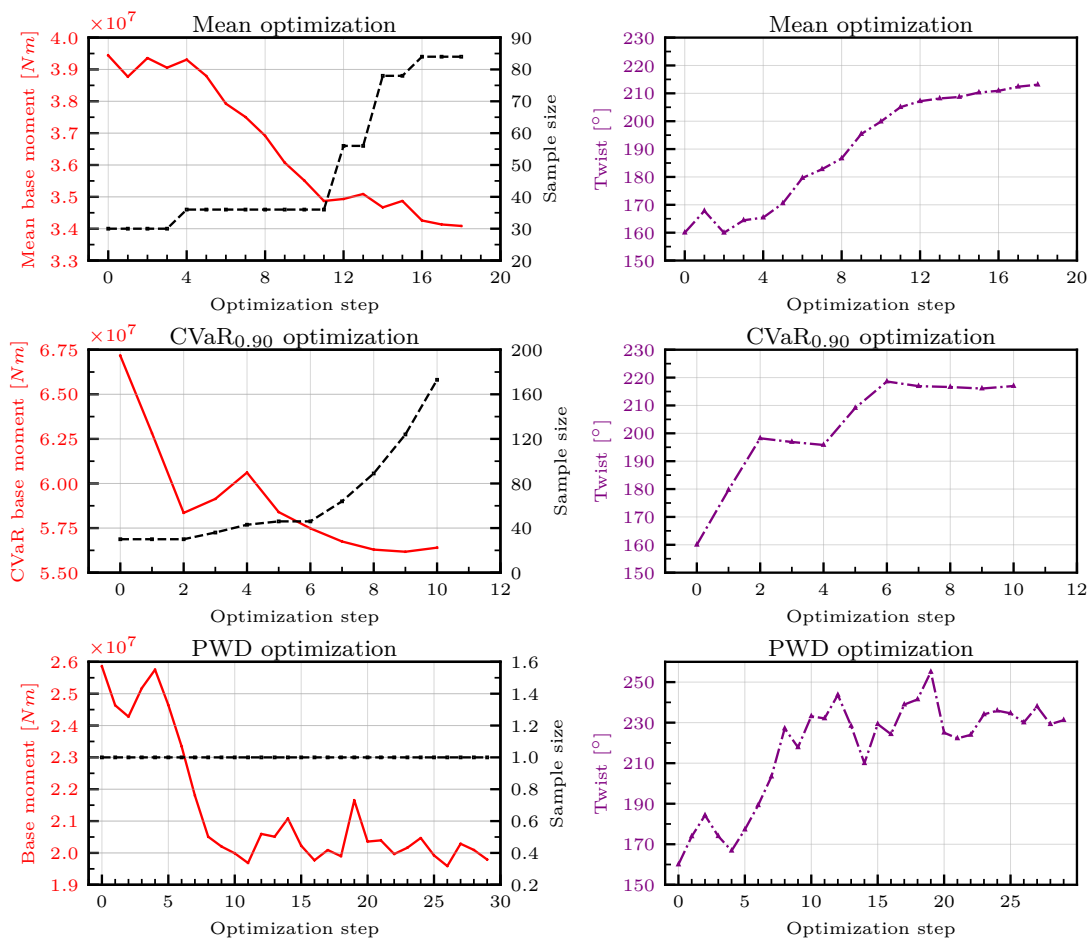 Mean optimization
×10⁷
4.0
3.9
3.8
3.7
3.6
3.5
3.4
3.3
Mean base moment [Nm]
90
80
70
60
50
40
30
20
Sample size
0 4 8 12 16 20
Optimization step
Mean optimization
230
220
210
200
190
180
170
160
150
Twist [°]
0 4 8 12 16 20
Optimization step
CVaR₀.₉₀ optimization
×10⁷
6.75
6.50
6.25
6.00
5.75
5.50
CVaR base moment [Nm]
200
160
120
80
40
0
Sample size
0 2 4 6 8 10 12
Optimization step
CVaR₀.₉₀ optimization
230
220
210
200
190
180
170
160
150
Twist [°]
0 2 4 6 8 10 12
Optimization step
PWD optimization
×10⁷
2.6
2.5
2.4
2.3
2.2
2.1
2.0
1.9
Base moment [Nm]
1.6
1.4
1.2
1.0
0.8
0.6
0.4
0.2
Sample size
0 5 10 15 20 25 30
Optimization step
PWD optimization
250
230
210
190
170
150
Twist [°]
0 5 10 15 20 25
Optimization step